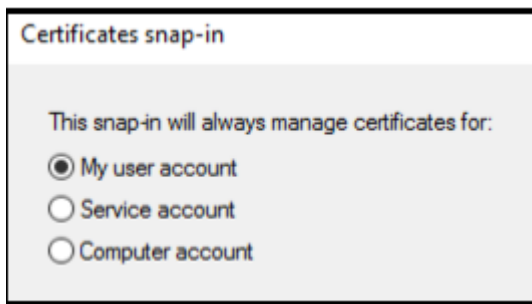 Certificates snap-in
This snap-in will always manage certificates for:
My user account
Service account
Computer account